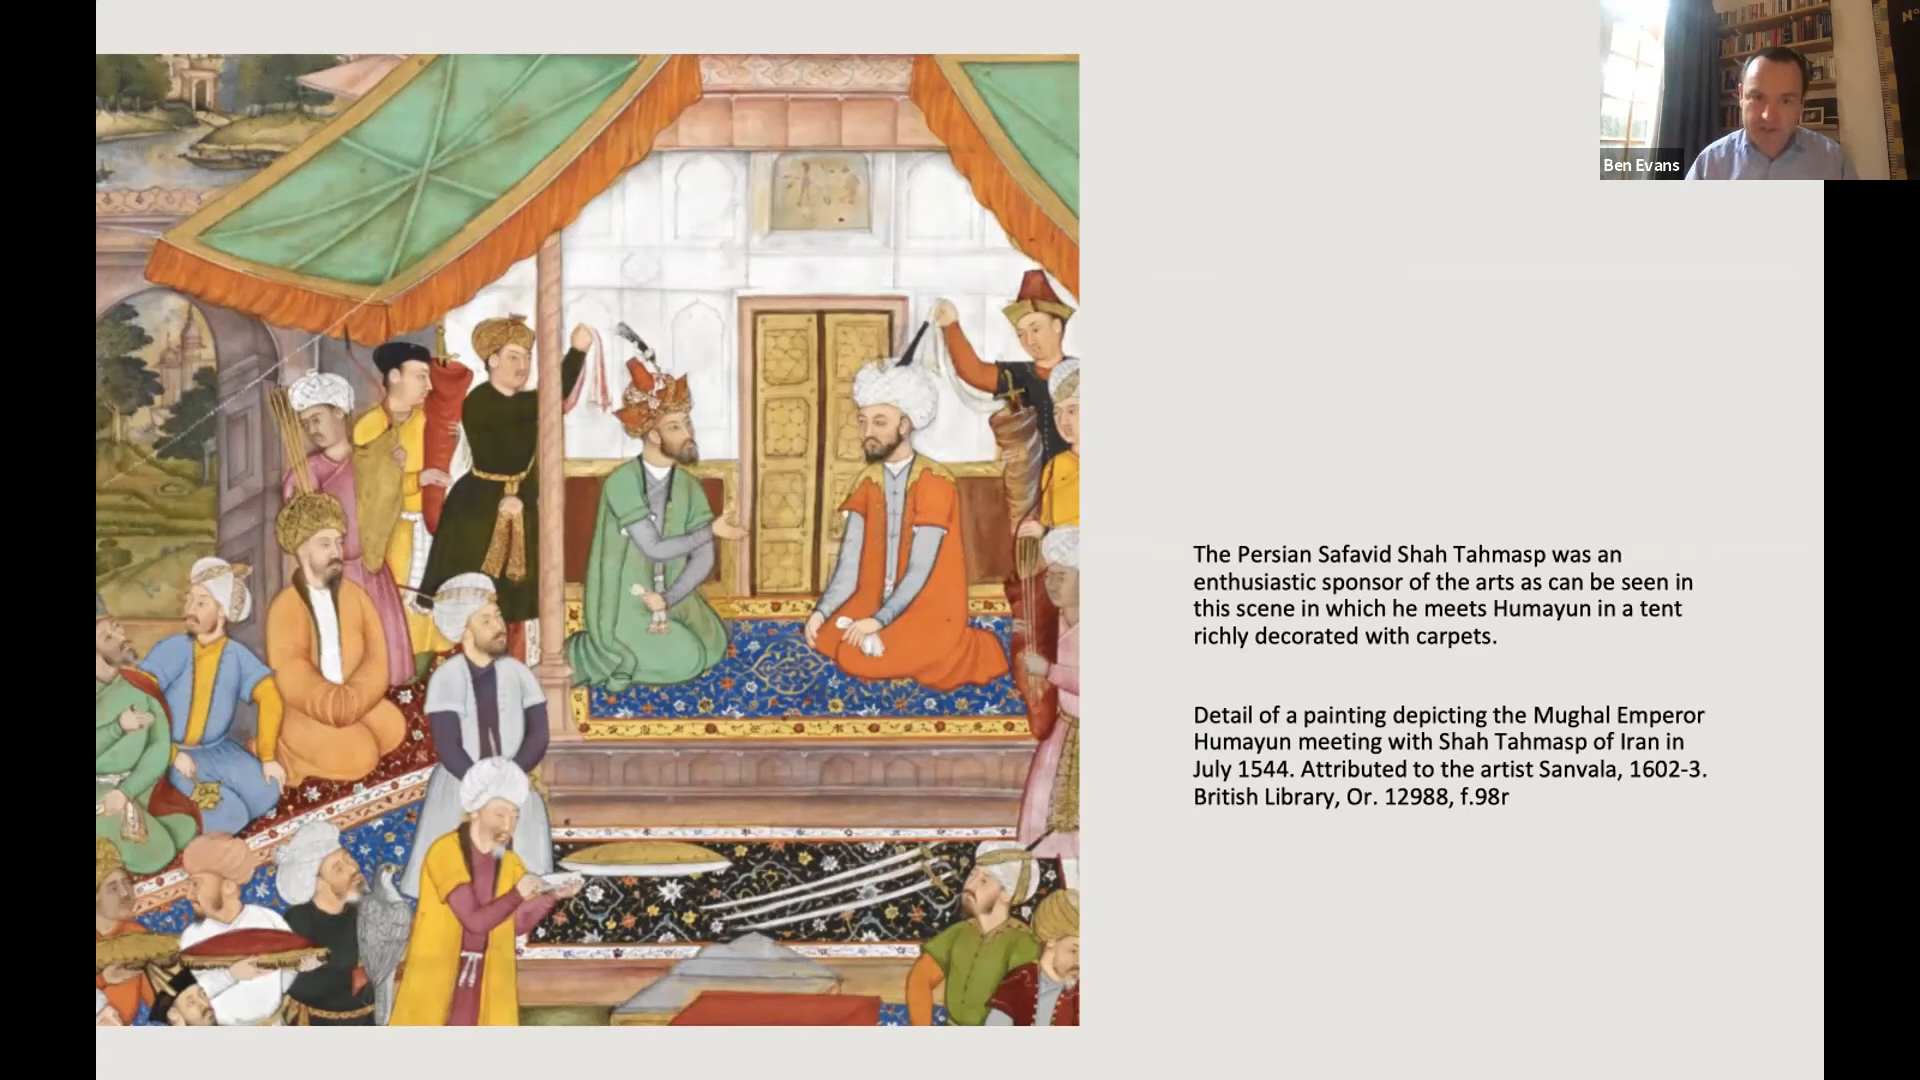 Ben Evans
The Persian Safavid Shah Tahmasp was an
enthusiastic sponsor of the arts as can be seen in
this scene in which he meets Humayun in a tent
richly decorated with carpets.
Detail of a painting depicting the Mughal Emperor
Humayun meeting with Shah Tahmasp of Iran in
July 1544. Attributed to the artist Sanvala, 1602-3.
British Library, Or. 12988, f.98r